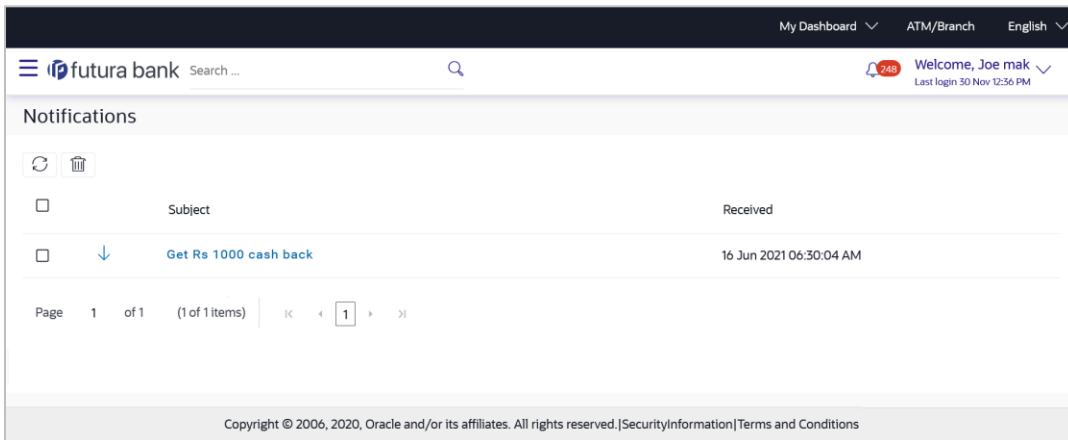 My Dashboard ATM/Branch English
futura bank Search ... 248 Welcome, Joe mak
Last login 30 Nov 12:36 PM
Notifications
Subject Received
Get Rs 1000 cash back 16 Jun 2021 06:30:04 AM
Page 1 of 1 (1 of 1 items) 1
Copyright © 2006, 2020, Oracle and/or its affiliates. All rights reserved.|SecurityInformation|Terms and Conditions